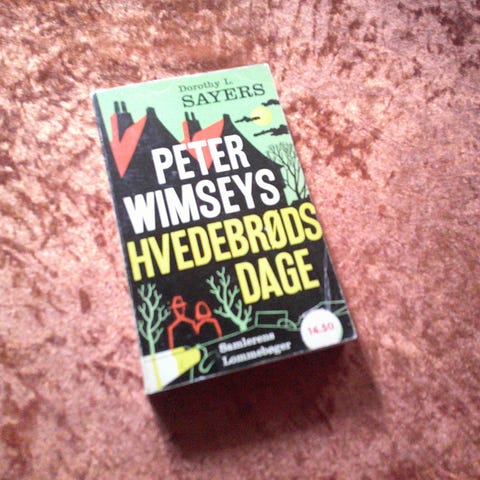 Dorothy L.
SAYERS
PETER
WIMSEYS
HVEDEBRØDS
DAGE
14.50
Samlerens
Lommebøger